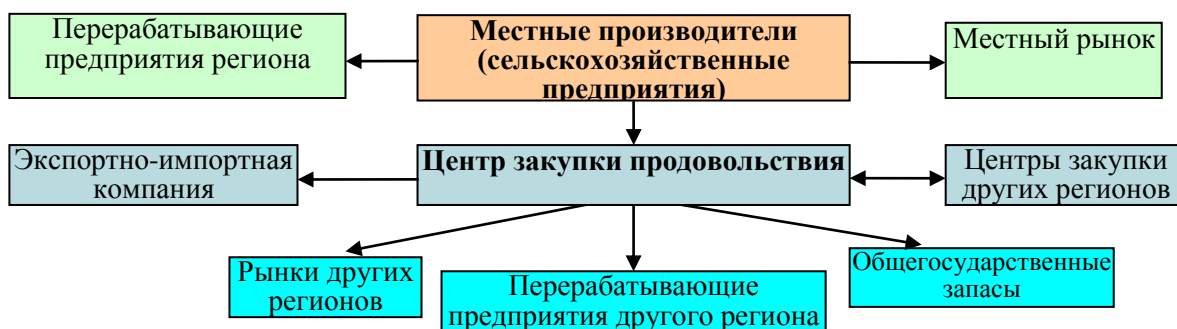 Перерабатывающие
предприятия региона
Местные производители
(сельскохозяйственные
предприятия)
Местный рынок
Экспортно-импортная
компания
Центр закупки продовольствия
Центры закупки
других регионов
Рынки других
регионов
Перерабатывающие
предприятия другого региона
Общегосударственные
запасы